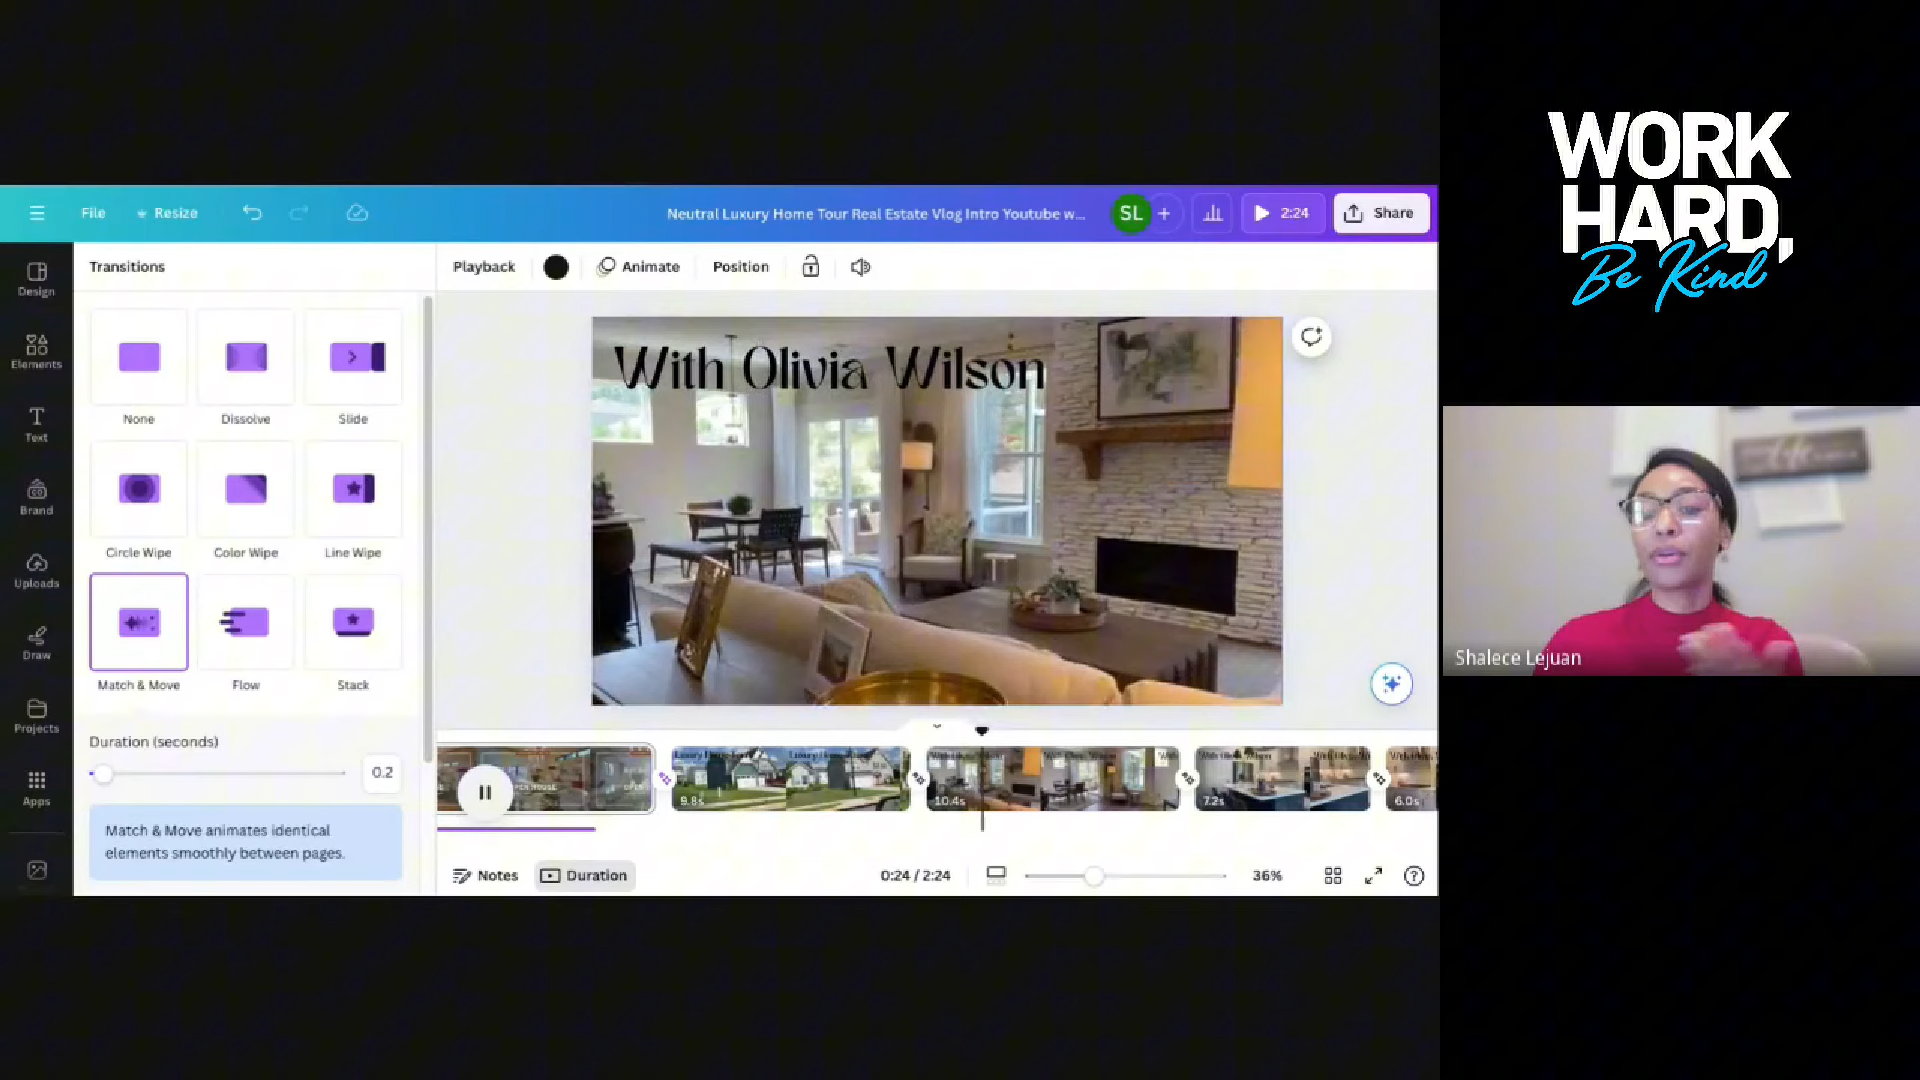 File
Resize
Neutral Luxury Home Tour Real Estate Vlog Intro Youtube w...
SL
+
2:24
Share
Design
Elements
Text
Brand
Uploads
Draw
Projects
Apps
Transitions
None
Dissolve
Slide
Circle Wipe
Color Wipe
Line Wipe
Match & Move
Flow
Stack
Duration (seconds)
0.2
Match & Move animates identical
elements smoothly between pages.
Playback
Animate
Position
With Olivia Wilson
9.8s
10.4s
7.2s
6.0s
Notes
Duration
0:24 / 2:24
36%
WORK
HARD,
Be Kind
Shalece Lejuan